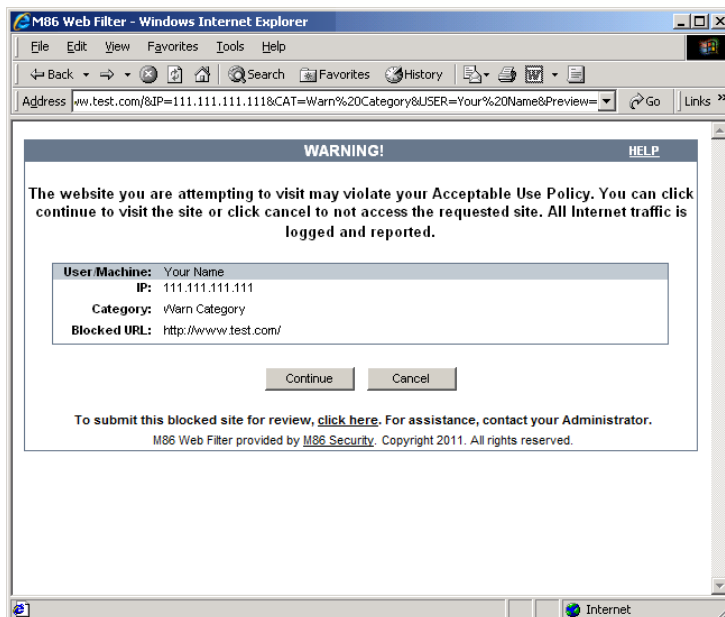 M86 Web Filter - Windows Internet Explorer
File Edit View Favorites Tools Help
Back Search Favorites History
Address ww.test.com/&IP=111.111.111.111&CAT=Warn%20Category&USER=Your%20Name&Preview= Go Links »
WARNING! HELP
The website you are attempting to visit may violate your Acceptable Use Policy. You can click
continue to visit the site or click cancel to not access the requested site. All Internet traffic is
logged and reported.
User/Machine: Your Name
IP: 111.111.111.111
Category: Warn Category
Blocked URL: http://www.test.com/
Continue Cancel
To submit this blocked site for review, click here. For assistance, contact your Administrator.
M86 Web Filter provided by M86 Security. Copyright 2011. All rights reserved.
Internet